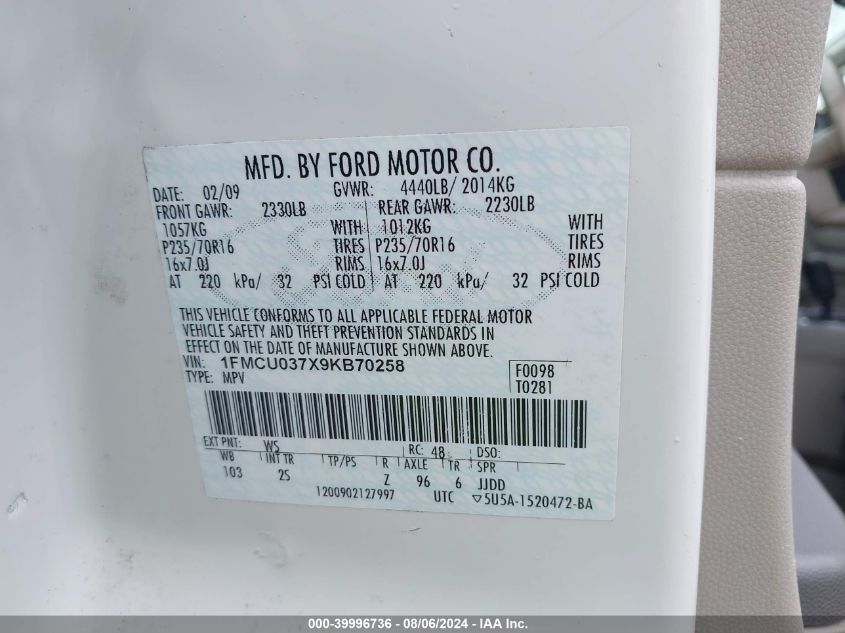 MFD. BY FORD MOTOR CO.
DATE: 02/09 GVWR: 4440LB/ 2014KG
FRONT GAWR: 2330LB REAR GAWR: 2230LB
1057KG WITH 1012KG WITH
P235/70R16 TIRES P235/70R16 TIRES
16x7.0J RIMS 16x7.0J RIMS
AT 220 kPa/ 32 PSI COLD AT 220 kPa/ 32 PSI COLD
THIS VEHICLE CONFORMS TO ALL APPLICABLE FEDERAL MOTOR
VEHICLE SAFETY AND THEFT PREVENTION STANDARDS IN
EFFECT ON THE DATE OF MANUFACTURE SHOWN ABOVE.
VIN: 1FMCU037X9KB70258 F0098
TYPE: MPV T0281
EXT PNT: WS RC: 48 DSO:
WB INT TR TP/PS R AXLE TR SPR
103 2S Z 96 6 JJDD
1200902127997 UTC ▽5U5A-1520472-BA
000-39996736 - 08/06/2024 - IAAI.com